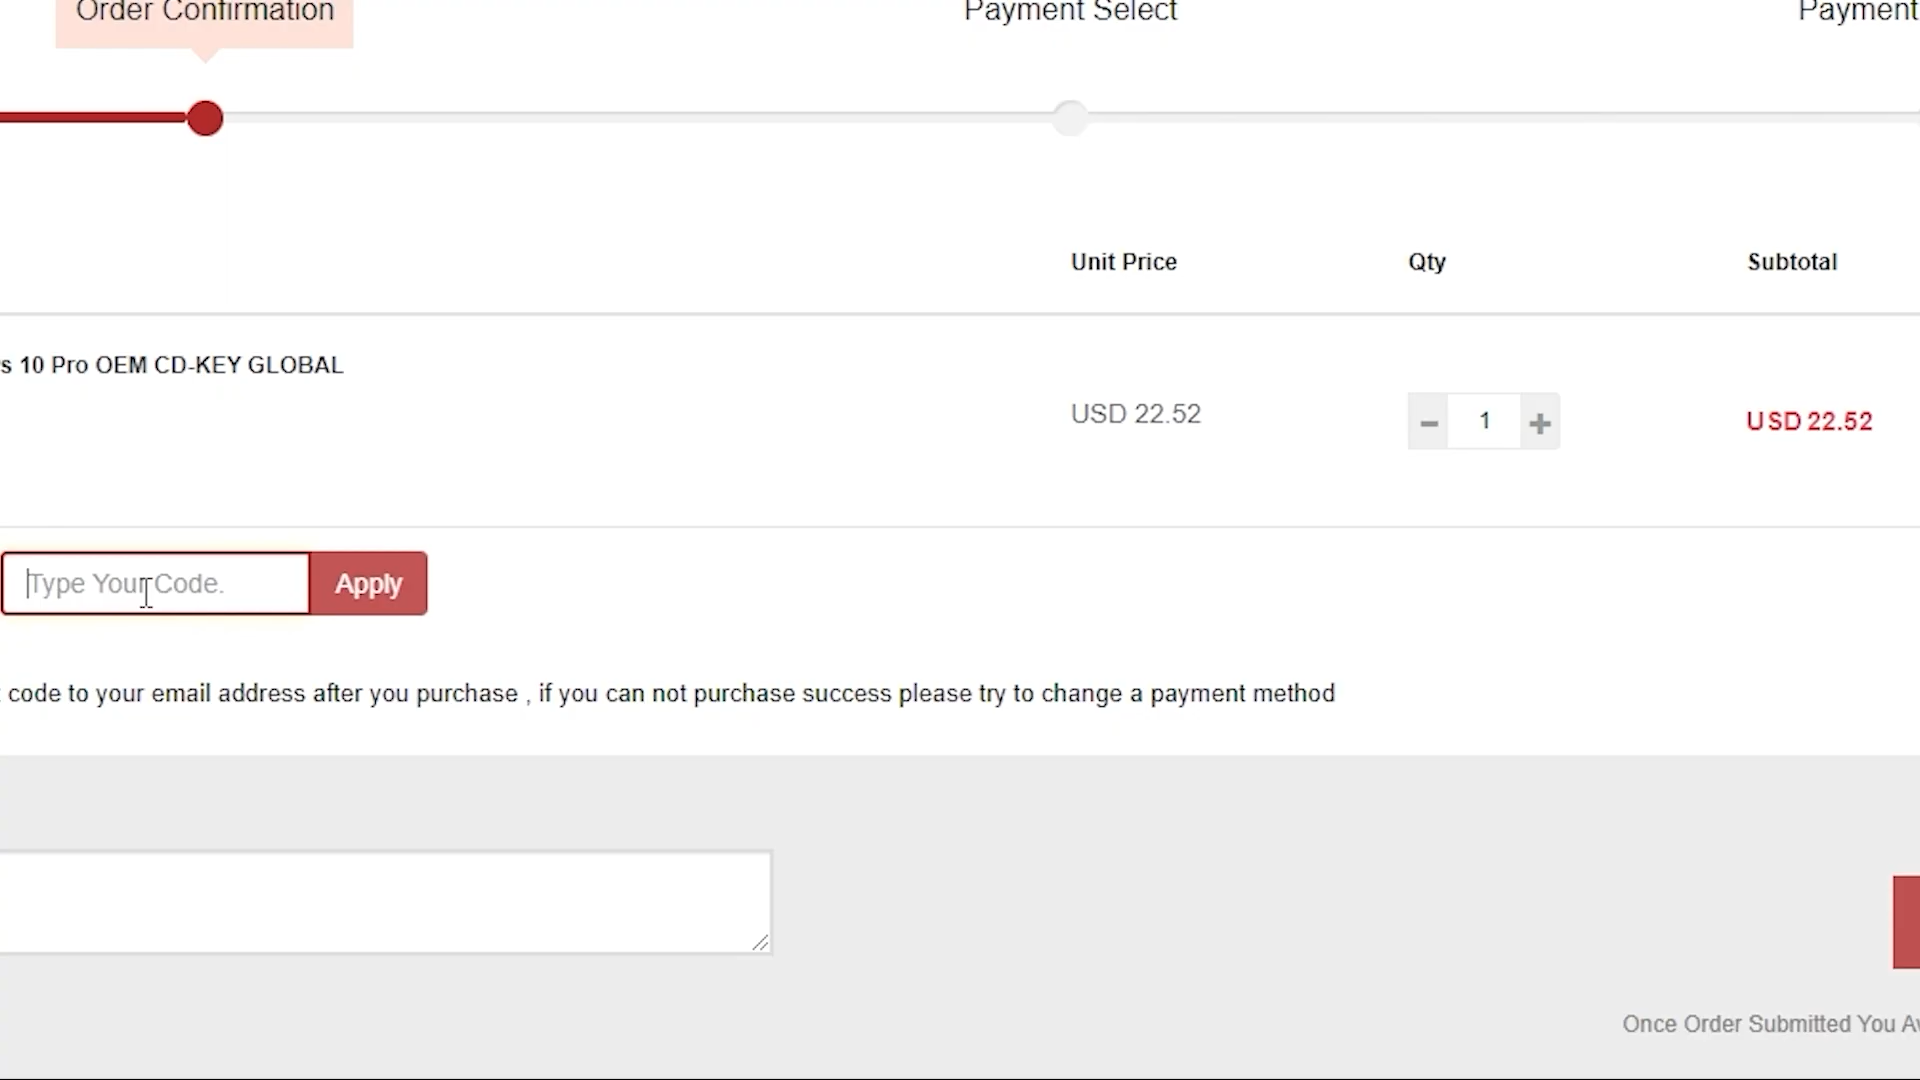 Order Confirmation
Payment Select
Payment
Unit Price
Qty
Subtotal
s 10 Pro OEM CD-KEY GLOBAL
USD 22.52
1
USD 22.52
Type Your Code.
Apply
code to your email address after you purchase , if you can not purchase success please try to change a payment method
Once Order Submitted You